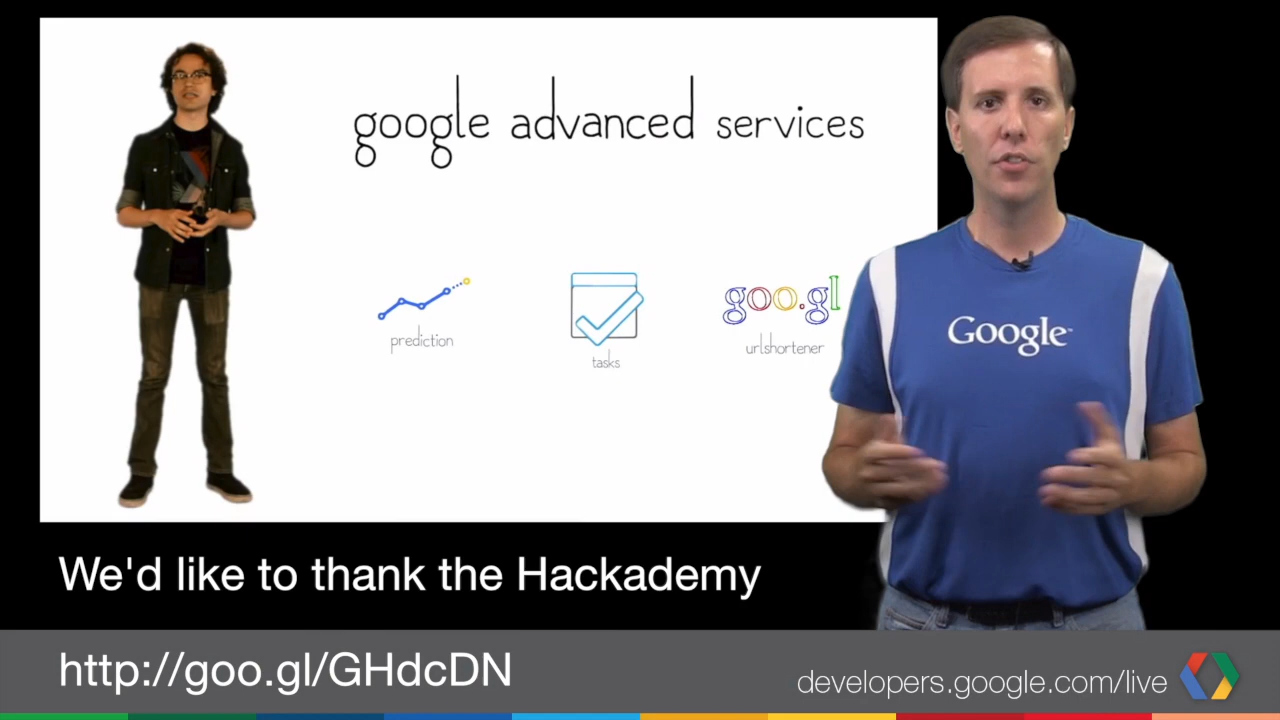 google advanced services
prediction
tasks
goo.gl
urlshortener
Google
We'd like to thank the Hackademy
http://goo.gl/GHdcDN
developers.google.com/live